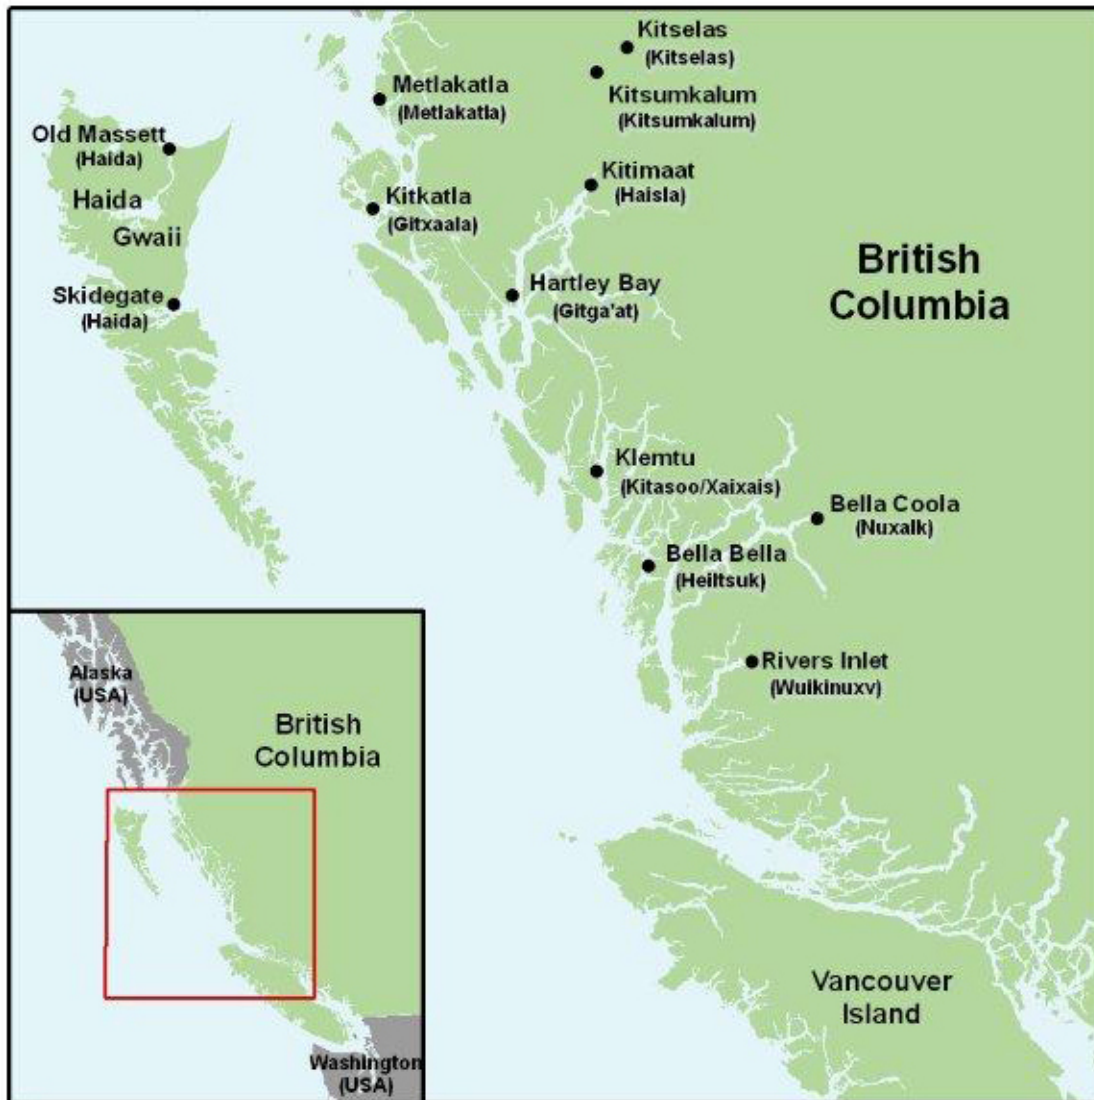 Kitselas
(Kitselas)
Metlakatla
(Metlakatla)
Kitsumkalum
(Kitsumkalum)
Old Massett
(Haida)
Haida
Gwaii
Kitkatla
(Gitxaala)
Kitimaat
(Haisla)
British
Columbia
Skidegate
(Haida)
Hartley Bay
(Gitga'at)
Klemtu
(Kitasoo/Xaixais)
Bella Coola
(Nuxalk)
Bella Bella
(Heiltsuk)
Rivers Inlet
(Wuikinuxv)
Vancouver
Island
Alaska
(USA)
British
Columbia
Washington
(USA)